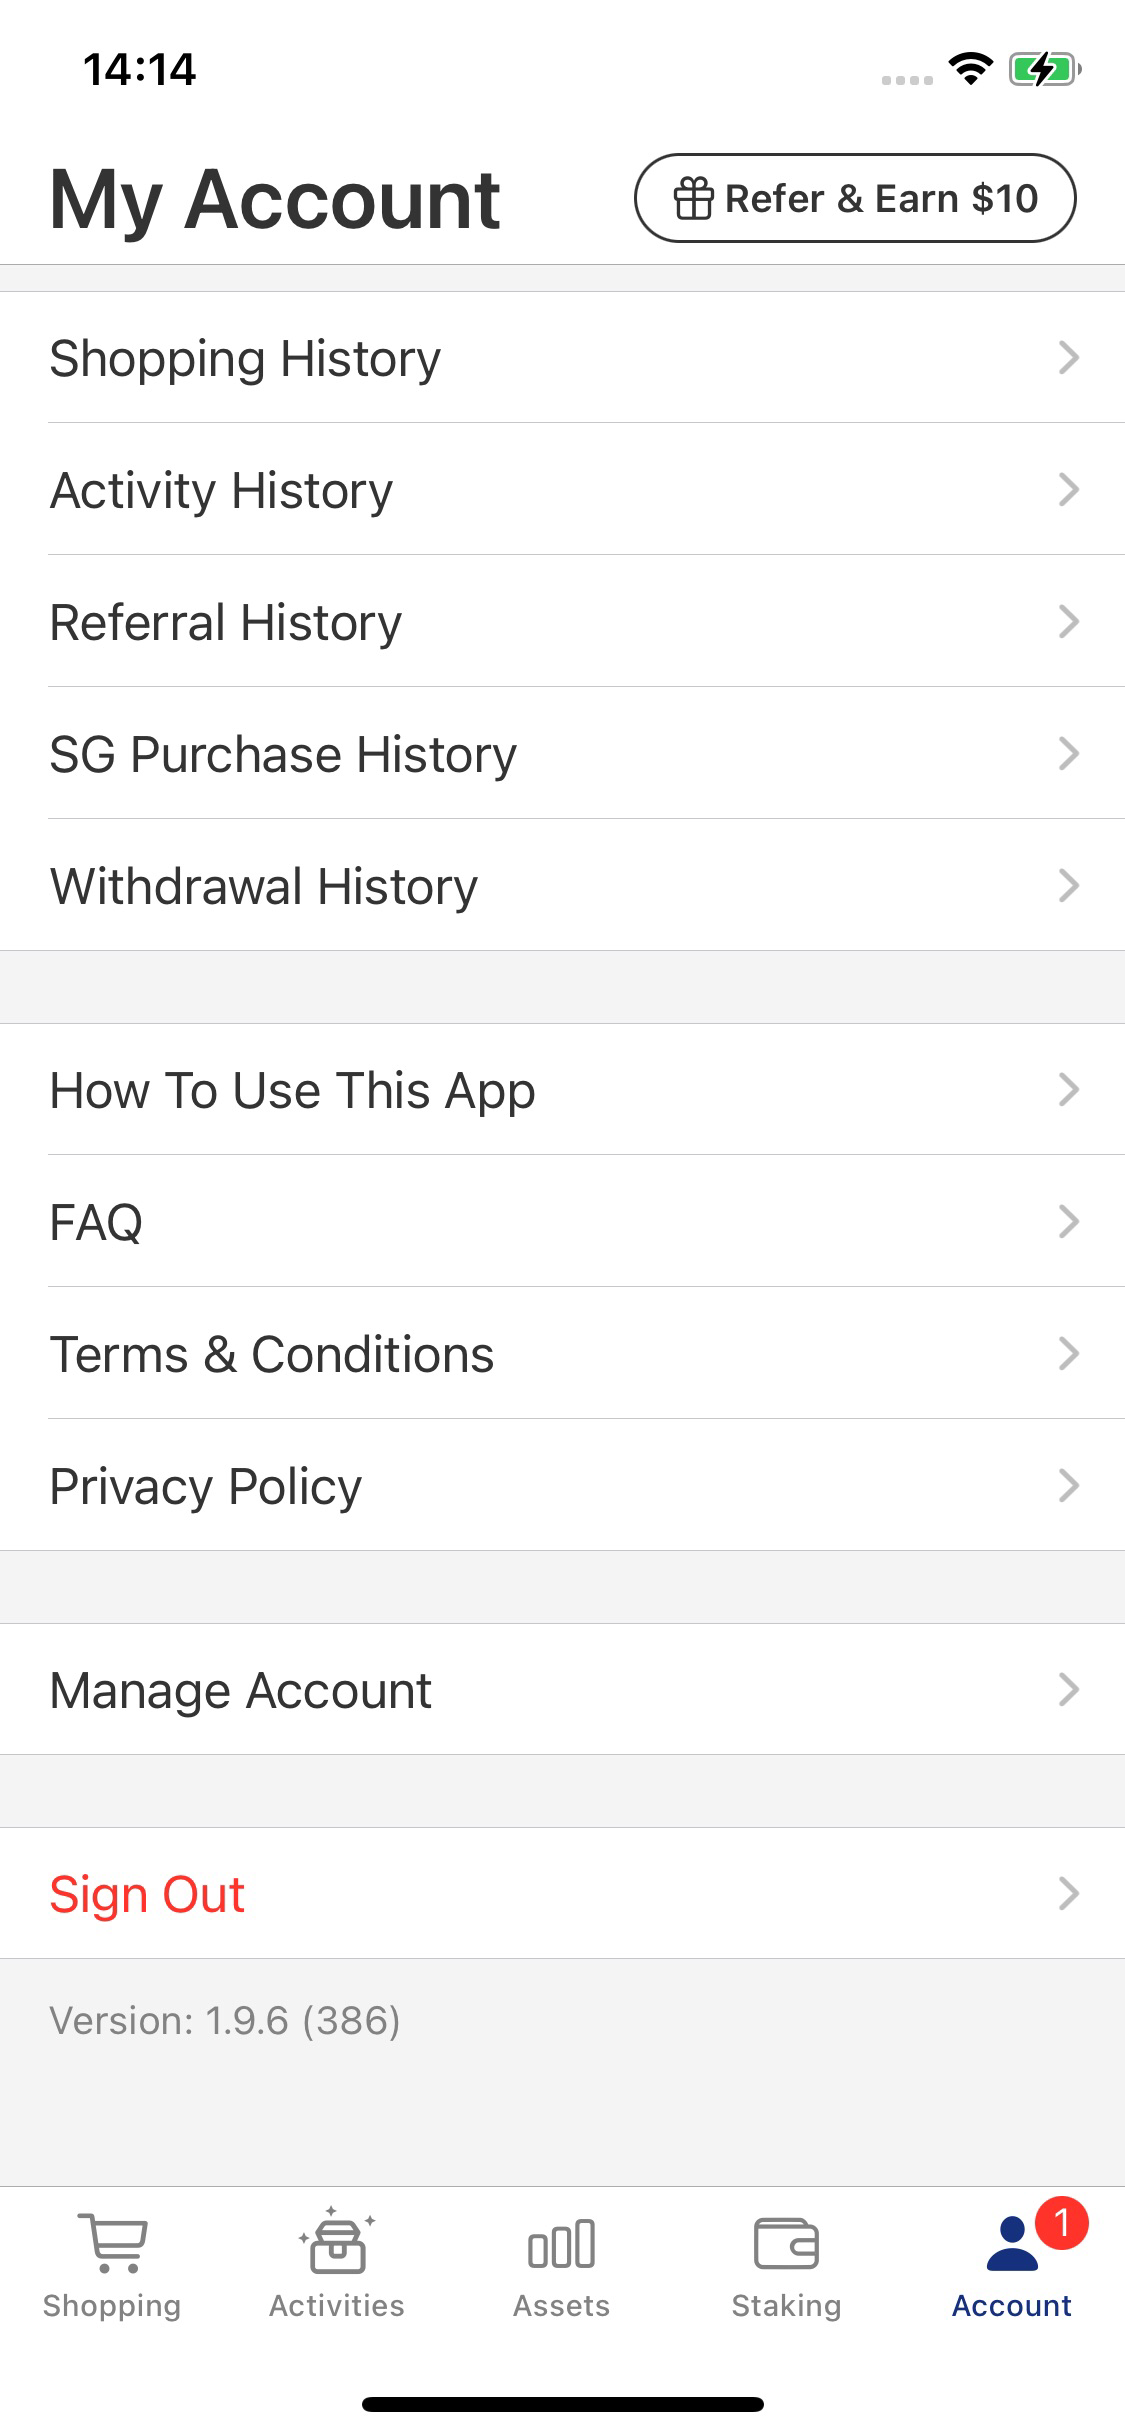 14:14
My Account
Refer & Earn $10
Shopping History
Activity History
Referral History
SG Purchase History
Withdrawal History
How To Use This App
FAQ
Terms & Conditions
Privacy Policy
Manage Account
Sign Out
Version: 1.9.6 (386)
1
Shopping
Activities
Assets
Staking
Account